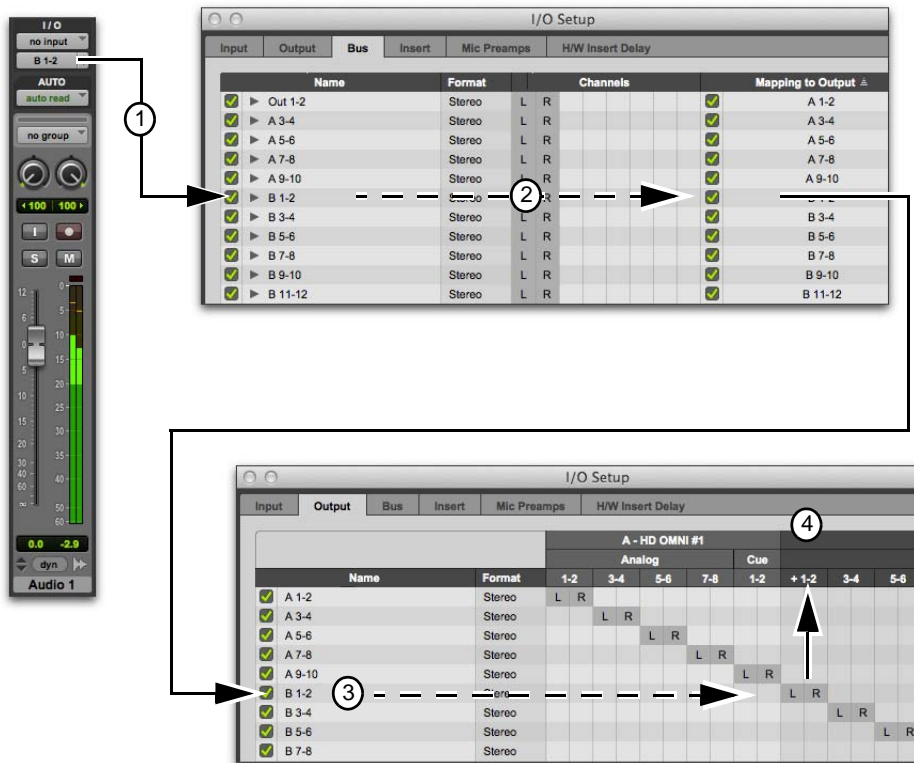 I/O
no input
B 1-2
AUTO
auto read
no group
100 100
I
S M
12 0
6 5
0 10
5 15
10 20
15 25
20 30
30 35
40
60 40
∞ 50
60
0.0 -2.9
dyn
Audio 1
1
I/O Setup
Input Output Bus Insert Mic Preamps H/W Insert Delay
Name Format Channels Mapping to Output
Out 1-2 Stereo L R A 1-2
A 3-4 Stereo L R A 3-4
A 5-6 Stereo L R A 5-6
A 7-8 Stereo L R A 7-8
A 9-10 Stereo L R A 9-10
B 1-2 Stereo 2 R B 1-2
B 3-4 Stereo L R B 3-4
B 5-6 Stereo L R B 5-6
B 7-8 Stereo L R B 7-8
B 9-10 Stereo L R B 9-10
B 11-12 Stereo L R B 11-12
I/O Setup
Input Output Bus Insert Mic Preamps H/W Insert Delay
4
A - HD OMNI #1
Analog Cue
Name Format 1-2 3-4 5-6 7-8 1-2 + 1-2 3-4 5-6
A 1-2 Stereo L R
A 3-4 Stereo L R
A 5-6 Stereo L R
A 7-8 Stereo L R
A 9-10 Stereo L R
B 1-2 3 Stereo L R
B 3-4 Stereo L R
B 5-6 Stereo L R
B 7-8 Stereo